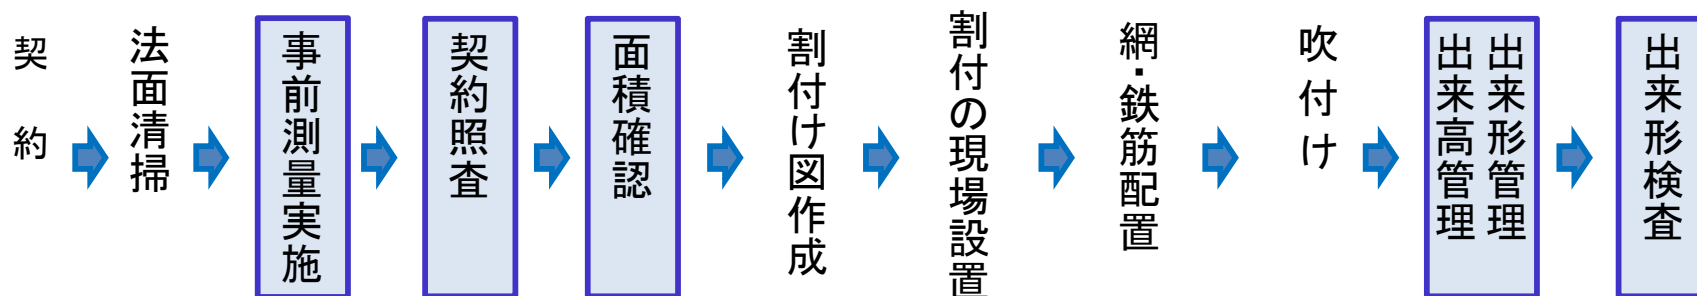 契約
法面清掃
事前測量実施
契約照査
面積確認
割付け図作成
割付の現場設置
網・鉄筋配置
吹付け
出来形管理
出来高管理
出来形検査